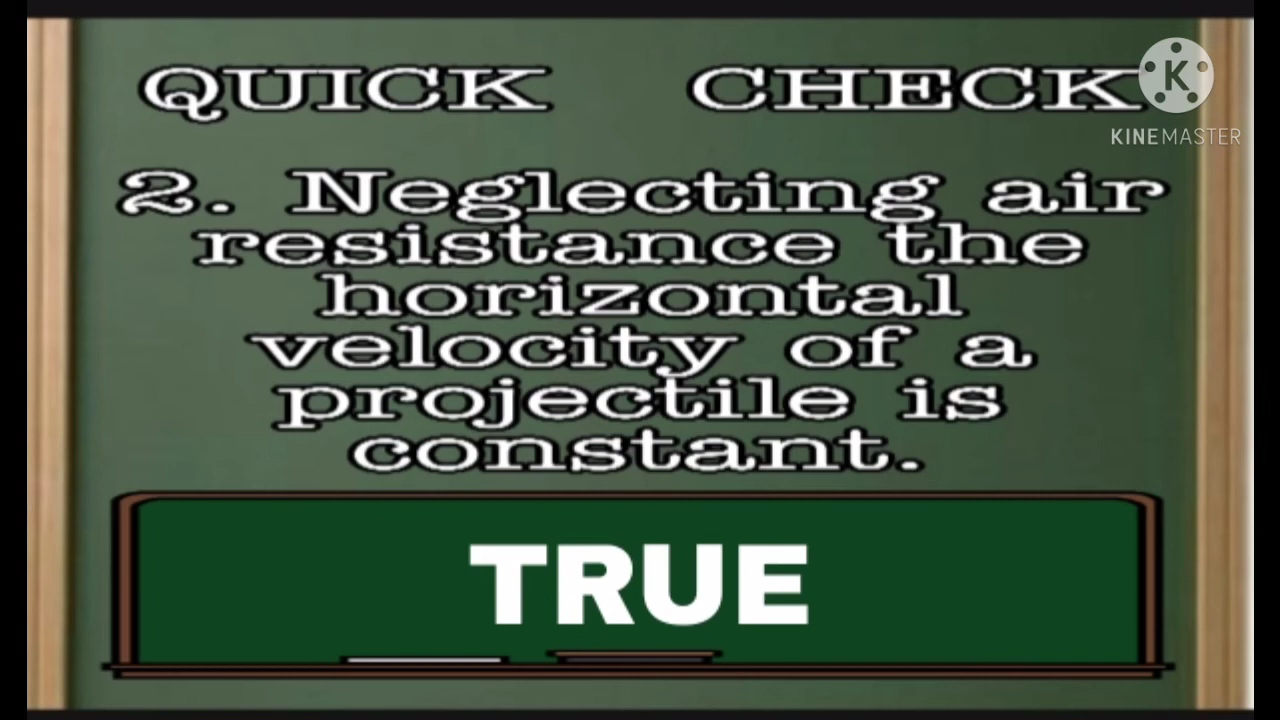 QUICK CHECK
KINEMASTER
2. Neglecting air
resistance the
horizontal
velocity of a
projectile is
constant.
TRUE